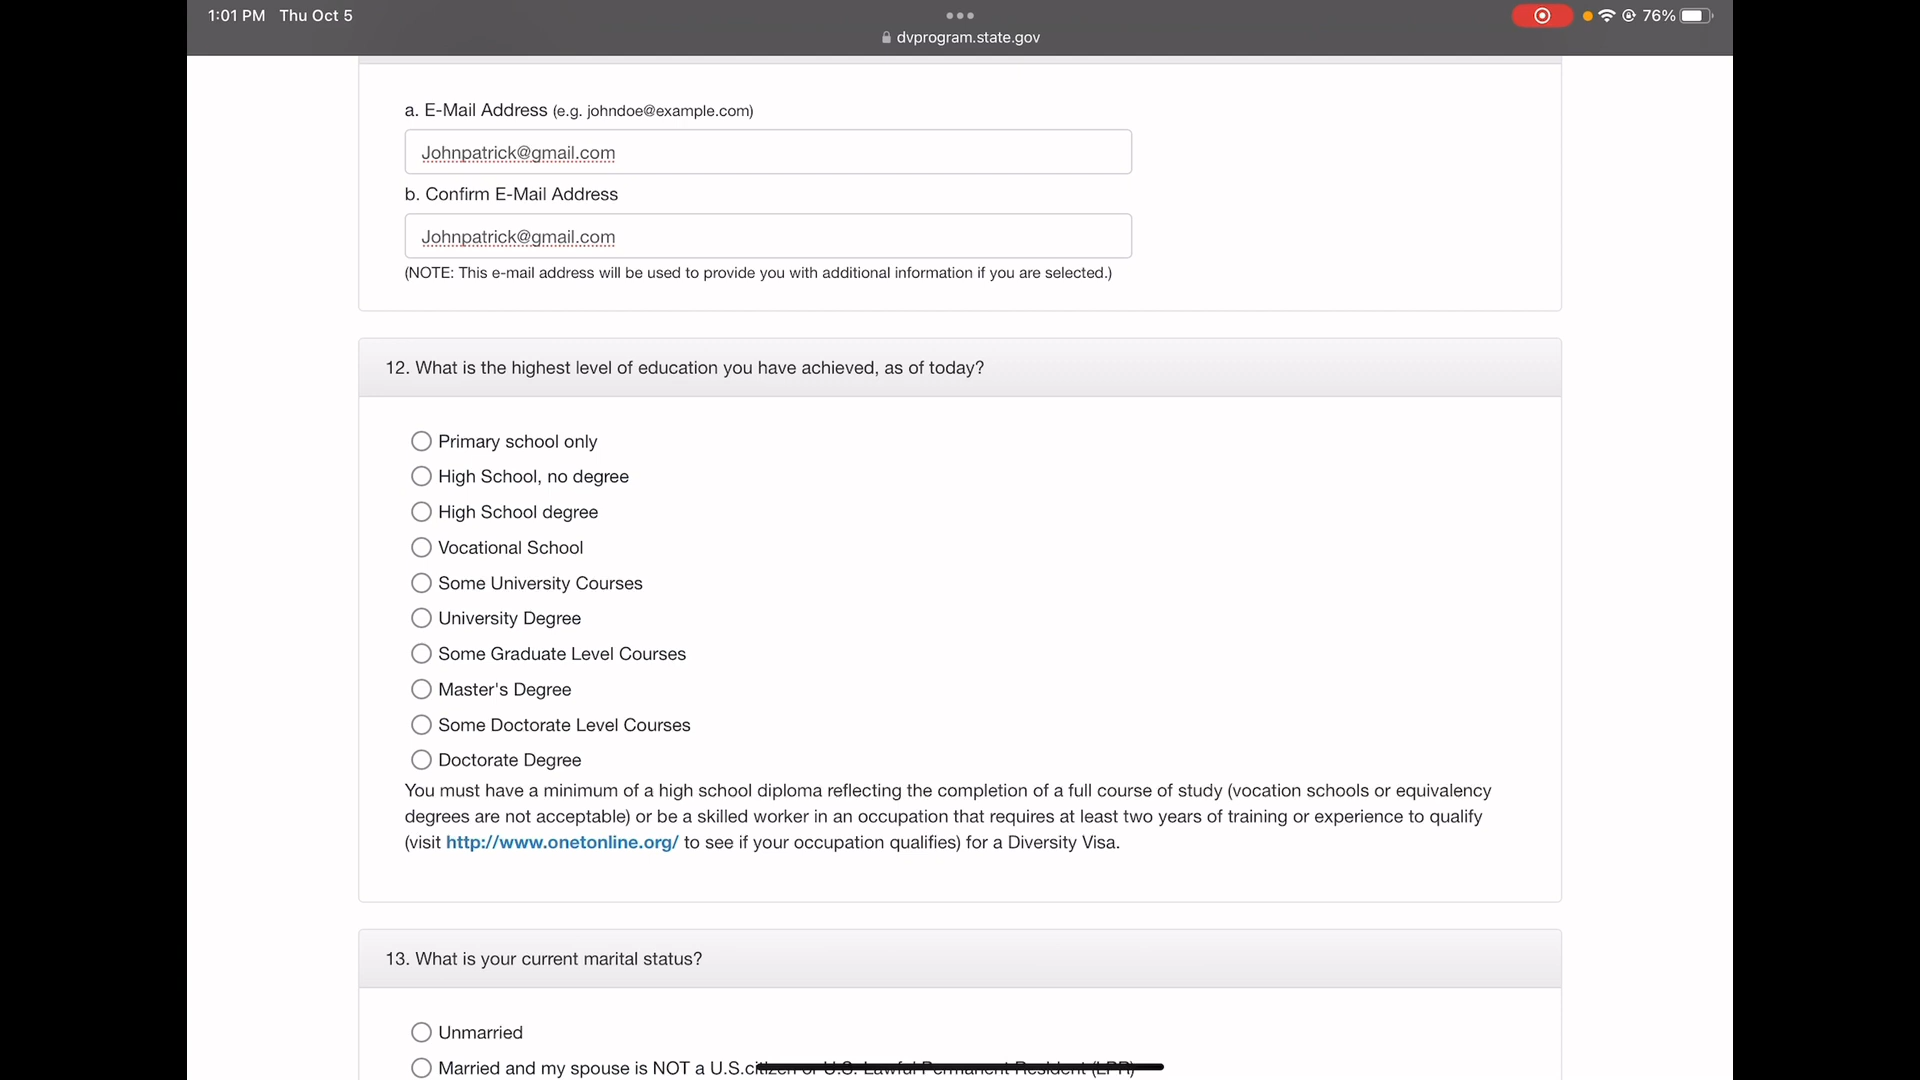 1:01 PM Thu Oct 5
76%
dvprogram.state.gov
a. E-Mail Address (e.g. johndoe@example.com)
Johnpatrick@gmail.com
b. Confirm E-Mail Address
Johnpatrick@gmail.com
(NOTE: This e-mail address will be used to provide you with additional information if you are selected.)
12. What is the highest level of education you have achieved, as of today?
Primary school only
High School, no degree
High School degree
Vocational School
Some University Courses
University Degree
Some Graduate Level Courses
Master's Degree
Some Doctorate Level Courses
Doctorate Degree
You must have a minimum of a high school diploma reflecting the completion of a full course of study (vocation schools or equivalency
degrees are not acceptable) or be a skilled worker in an occupation that requires at least two years of training or experience to qualify
(visit http://www.onetonline.org/ to see if your occupation qualifies) for a Diversity Visa.
13. What is your current marital status?
Unmarried
Married and my spouse is NOT a U.S.citizen or U.S. Lawful Permanent Resident (LPR)